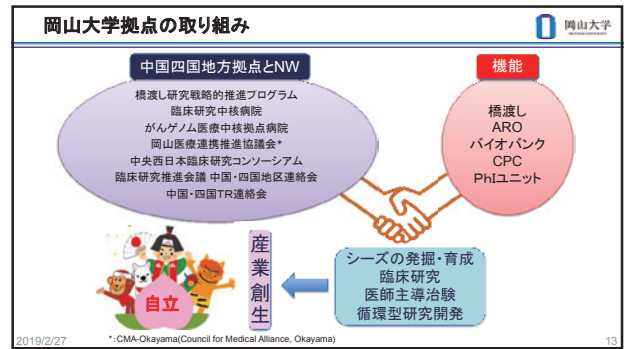 岡山大学拠点の取り組み
岡山大学
OKAYAMA UNIVERSITY
中国四国地方拠点とNW
橋渡し研究戦略的推進プログラム
臨床研究中核病院
がんゲノム医療中核拠点病院
岡山医療連携推進協議会*
中央西日本臨床研究コンソーシアム
臨床研究推進会議 中国・四国地区連絡会
中国・四国TR連絡会
機能
橋渡し
ARO
バイオバンク
CPC
PhIユニット
シーズの発掘・育成
臨床研究
医師主導治験
循環型研究開発
産業創生
自立
*:CMA-Okayama(Council for Medical Alliance, Okayama)
2019/2/27
13